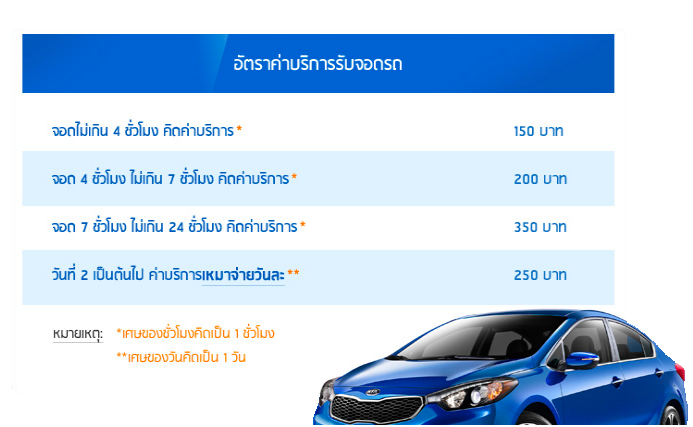 อัตราค่าบริการรับจอดรถ
จอดไม่เกิน 4 ชั่วโมง คิดค่าบริการ* 150 บาท
จอด 4 ชั่วโมง ไม่เกิน 7 ชั่วโมง คิดค่าบริการ* 200 บาท
จอด 7 ชั่วโมง ไม่เกิน 24 ชั่วโมง คิดค่าบริการ* 350 บาท
วันที่ 2 เป็นต้นไป ค่าบริการเหมาจ่ายวันละ** 250 บาท
หมายเหตุ: *เศษของชั่วโมงคิดเป็น 1 ชั่วโมง
**เศษของวันคิดเป็น 1 วัน
KIA